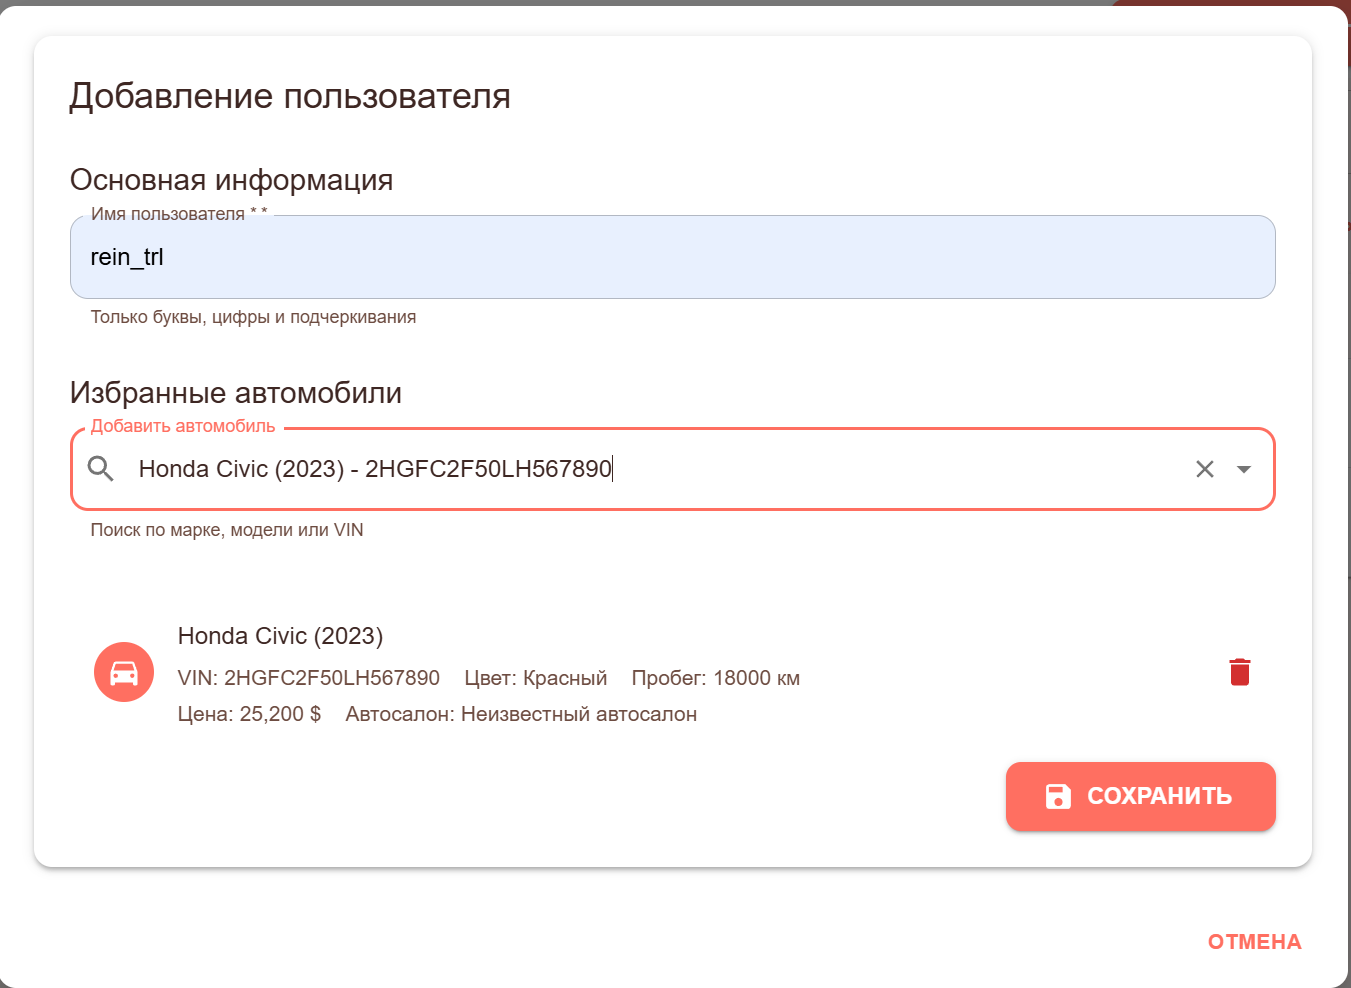 Добавление пользователя
Основная информация
Имя пользователя * *
rein_trl
Только буквы, цифры и подчеркивания
Избранные автомобили
Добавить автомобиль
Honda Civic (2023) - 2HGFC2F50LH567890
Поиск по марке, модели или VIN
Honda Civic (2023)
VIN: 2HGFC2F50LH567890 Цвет: Красный Пробег: 18000 км
Цена: 25,200 $ Автосалон: Неизвестный автосалон
СОХРАНИТЬ
ОТМЕНА